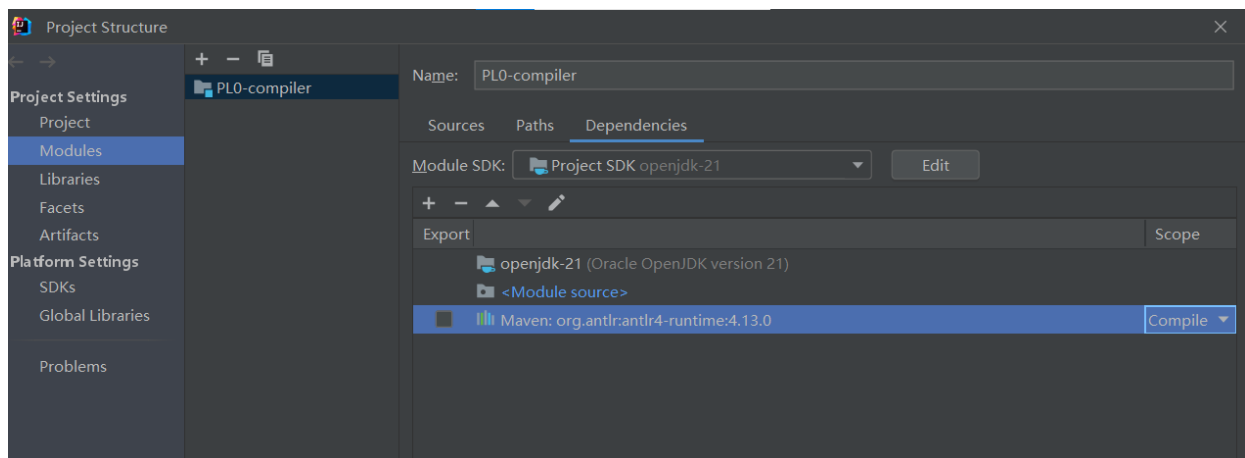 Project Structure
Project Settings
Project
Modules
Libraries
Facets
Artifacts
Platform Settings
SDKs
Global Libraries
Problems
PL0-compiler
Name: PL0-compiler
Sources Paths Dependencies
Module SDK: Project SDK openjdk-21 Edit
Export Scope
openjdk-21 (Oracle OpenJDK version 21)
<Module source>
Maven: org.antlr:antlr4-runtime:4.13.0 Compile